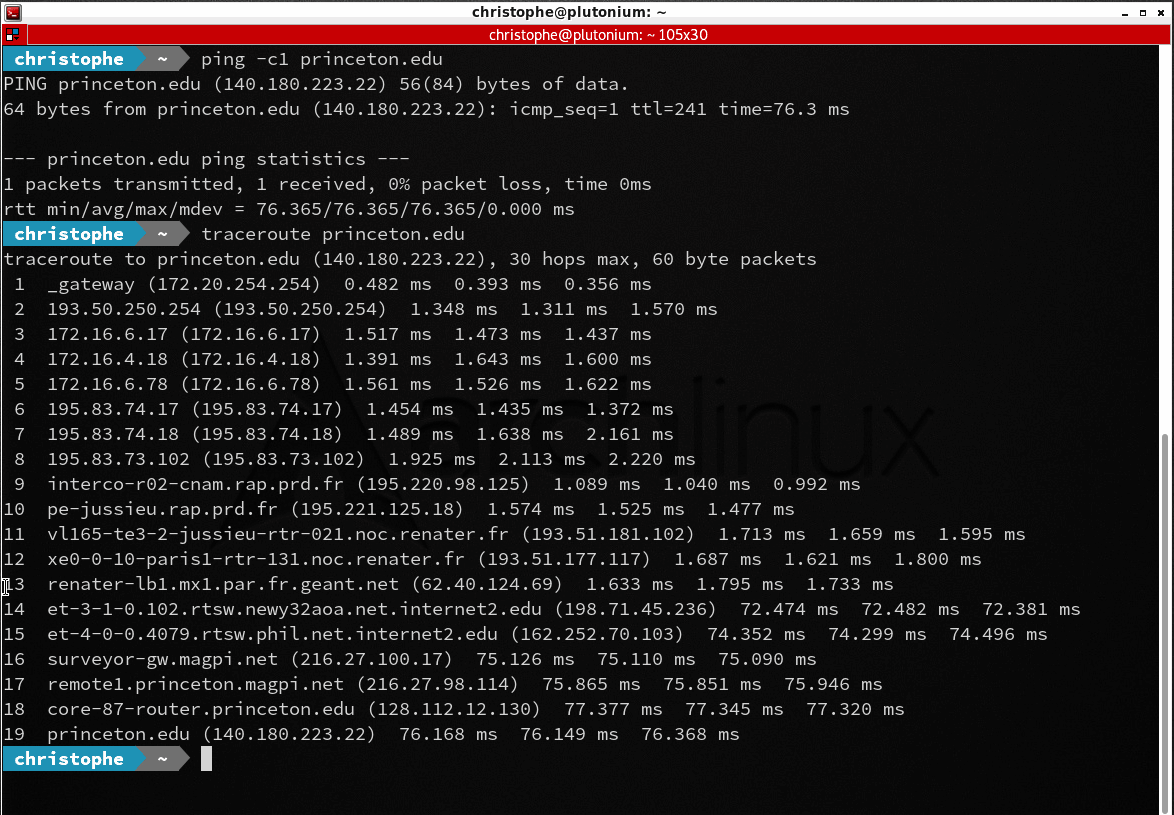 christophe@plutonium: ~
christophe@plutonium: ~ 105x30
christophe ~ ping -c1 princeton.edu
PING princeton.edu (140.180.223.22) 56(84) bytes of data.
64 bytes from princeton.edu (140.180.223.22): icmp_seq=1 ttl=241 time=76.3 ms
--- princeton.edu ping statistics ---
1 packets transmitted, 1 received, 0% packet loss, time 0ms
rtt min/avg/max/mdev = 76.365/76.365/76.365/0.000 ms
christophe ~ traceroute princeton.edu
traceroute to princeton.edu (140.180.223.22), 30 hops max, 60 byte packets
1 _gateway (172.20.254.254) 0.482 ms 0.393 ms 0.356 ms
2 193.50.250.254 (193.50.250.254) 1.348 ms 1.311 ms 1.570 ms
3 172.16.6.17 (172.16.6.17) 1.517 ms 1.473 ms 1.437 ms
4 172.16.4.18 (172.16.4.18) 1.391 ms 1.643 ms 1.600 ms
5 172.16.6.78 (172.16.6.78) 1.561 ms 1.526 ms 1.622 ms
6 195.83.74.17 (195.83.74.17) 1.454 ms 1.435 ms 1.372 ms
7 195.83.74.18 (195.83.74.18) 1.489 ms 1.638 ms 2.161 ms
8 195.83.73.102 (195.83.73.102) 1.925 ms 2.113 ms 2.220 ms
9 interco-r02-cnam.rap.prd.fr (195.220.98.125) 1.089 ms 1.040 ms 0.992 ms
10 pe-jussieu.rap.prd.fr (195.221.125.18) 1.574 ms 1.525 ms 1.477 ms
11 vl165-te3-2-jussieu-rtr-021.noc.renater.fr (193.51.181.102) 1.713 ms 1.659 ms 1.595 ms
12 xe0-0-10-paris1-rtr-131.noc.renater.fr (193.51.177.117) 1.687 ms 1.621 ms 1.800 ms
13 renater-lb1.mx1.par.fr.geant.net (62.40.124.69) 1.633 ms 1.795 ms 1.733 ms
14 et-3-1-0.102.rtsw.newy32aoa.net.internet2.edu (198.71.45.236) 72.474 ms 72.482 ms 72.381 ms
15 et-4-0-0.4079.rtsw.phil.net.internet2.edu (162.252.70.103) 74.352 ms 74.299 ms 74.496 ms
16 surveyor-gw.magpi.net (216.27.100.17) 75.126 ms 75.110 ms 75.090 ms
17 remote1.princeton.magpi.net (216.27.98.114) 75.865 ms 75.851 ms 75.946 ms
18 core-87-router.princeton.edu (128.112.12.130) 77.377 ms 77.345 ms 77.320 ms
19 princeton.edu (140.180.223.22) 76.168 ms 76.149 ms 76.368 ms
christophe ~
archlinux